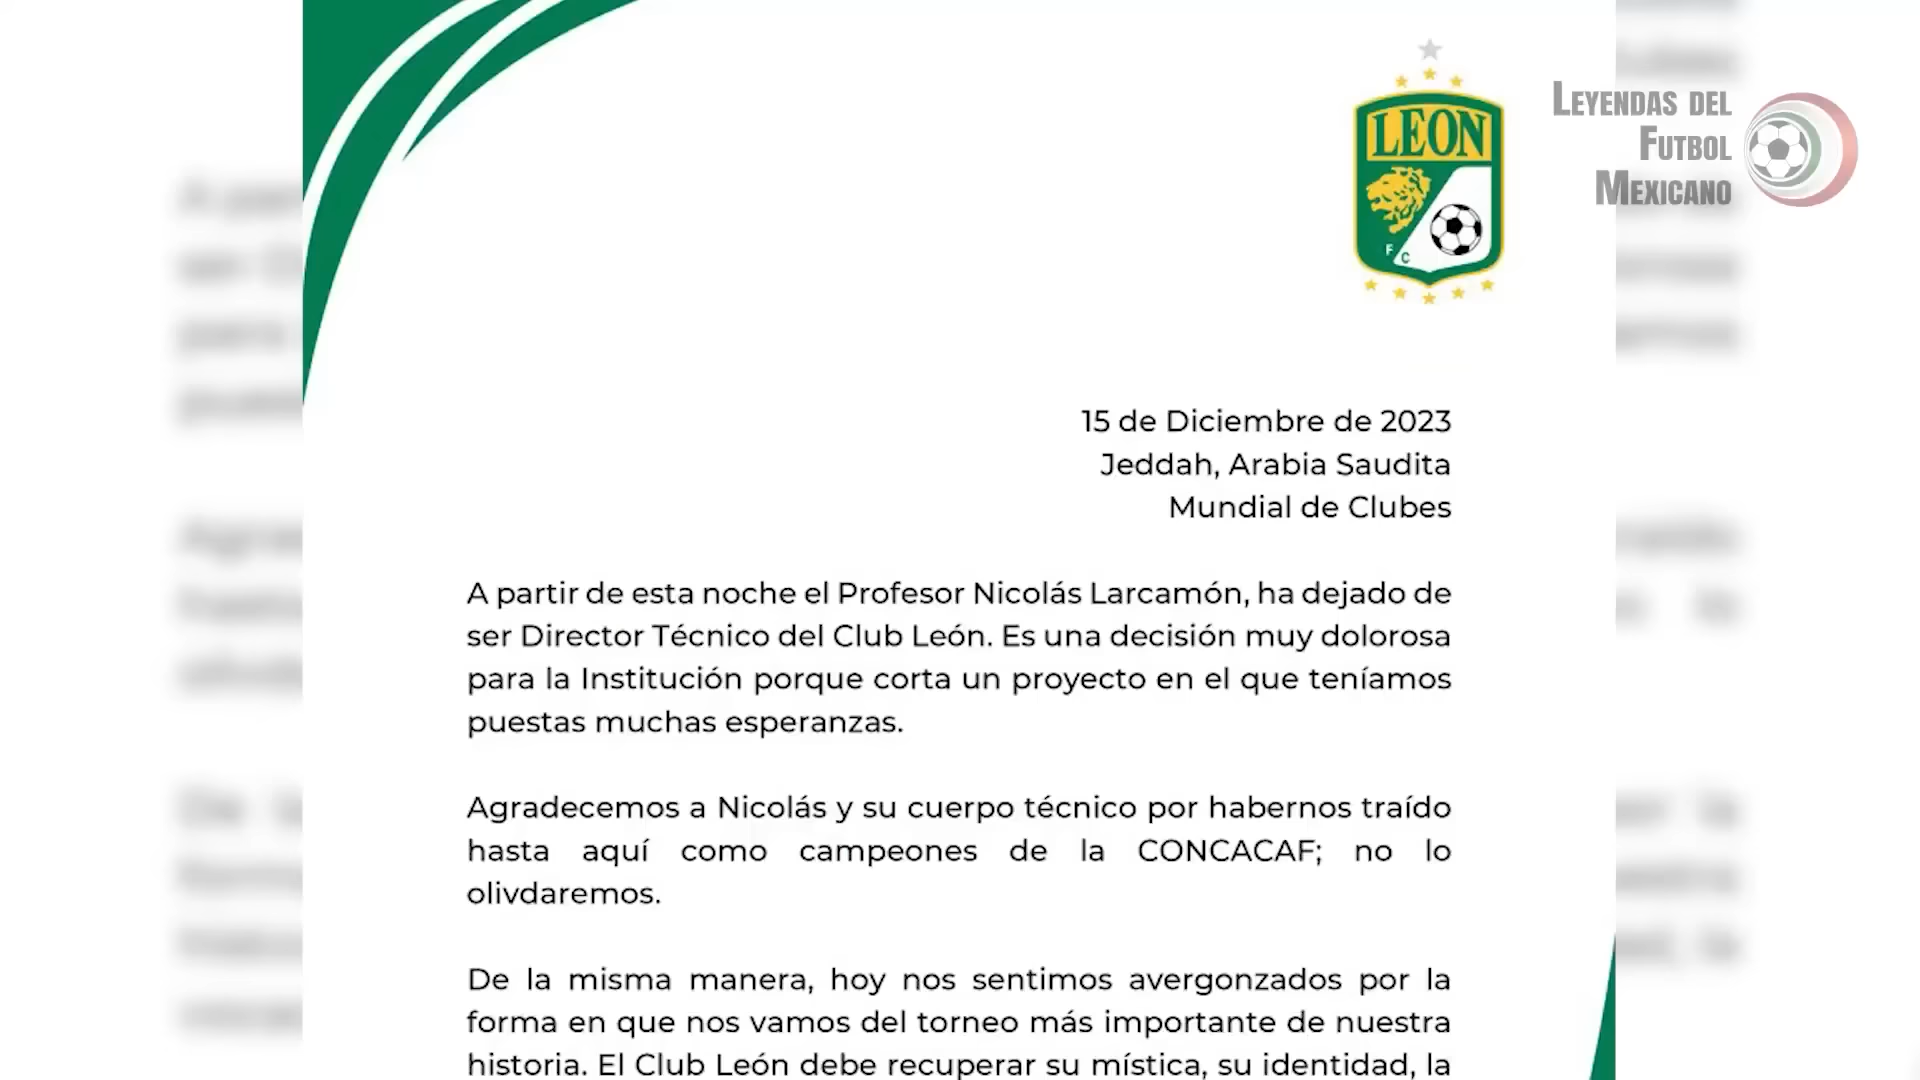 LEYENDAS DEL
FUTBOL
MEXICANO
LEON
F C
15 de Diciembre de 2023
Jeddah, Arabia Saudita
Mundial de Clubes
A partir de esta noche el Profesor Nicolás Larcamón, ha dejado de
ser Director Técnico del Club León. Es una decisión muy dolorosa
para la Institución porque corta un proyecto en el que teníamos
puestas muchas esperanzas.
Agradecemos a Nicolás y su cuerpo técnico por habernos traído
hasta aquí como campeones de la CONCACAF; no lo
olivdaremos.
De la misma manera, hoy nos sentimos avergonzados por la
forma en que nos vamos del torneo más importante de nuestra
historia. El Club León debe recuperar su mística, su identidad, la